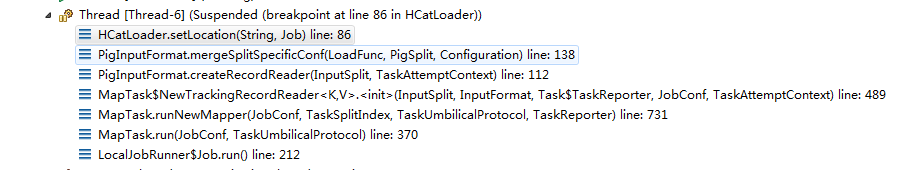 Thread [Thread-6] (Suspended (breakpoint at line 86 in HCatLoader))
HCatLoader.setLocation(String, Job) line: 86
PigInputFormat.mergeSplitSpecificConf(LoadFunc, PigSplit, Configuration) line: 138
PigInputFormat.createRecordReader(InputSplit, TaskAttemptContext) line: 112
MapTask$NewTrackingRecordReader<K,V>.<init>(InputSplit, InputFormat, Task$TaskReporter, JobConf, TaskAttemptContext) line: 489
MapTask.runNewMapper(JobConf, TaskSplitIndex, TaskUmbilicalProtocol, TaskReporter) line: 731
MapTask.run(JobConf, TaskUmbilicalProtocol) line: 370
LocalJobRunner$Job.run() line: 212